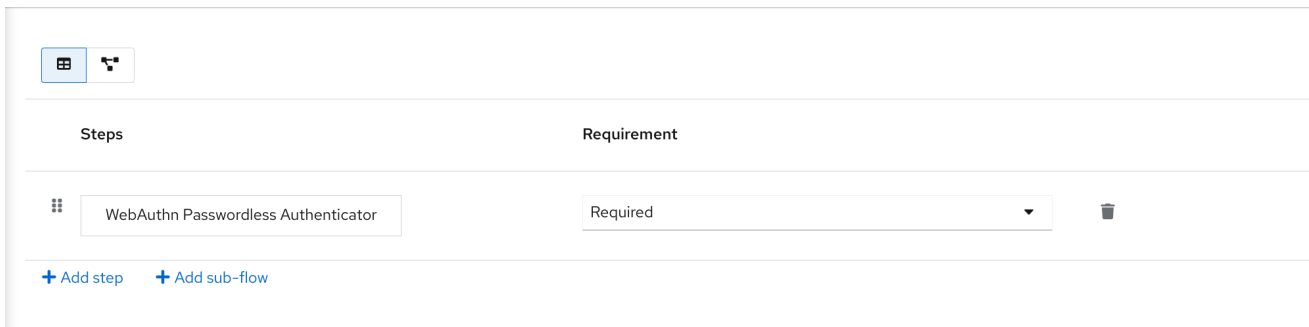 Steps Requirement
WebAuthn Passwordless Authenticator Required
Add step Add sub-flow